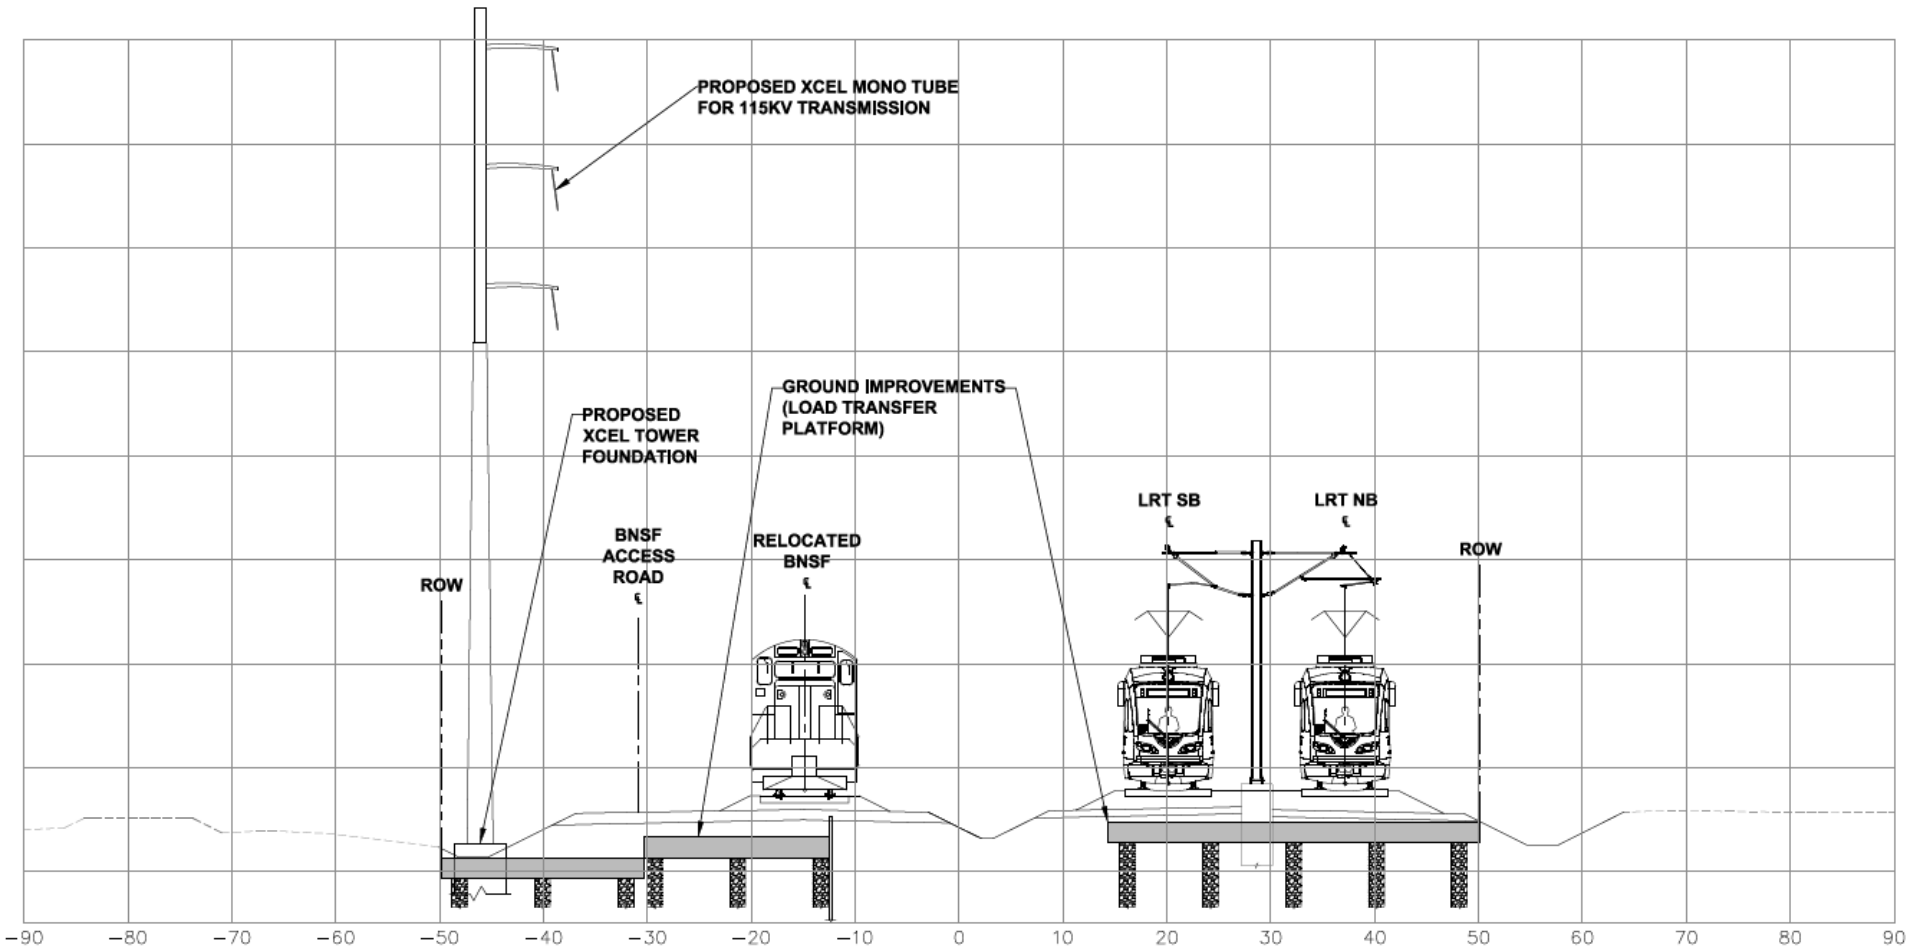 PROPOSED XCEL MONO TUBE
FOR 115KV TRANSMISSION
GROUND IMPROVEMENTS
(LOAD TRANSFER
PLATFORM)
PROPOSED
XCEL TOWER
FOUNDATION
LRT SB
℄
LRT NB
℄
BNSF
ACCESS
ROAD
℄
RELOCATED
BNSF
℄
ROW
ROW
-90 -80 -70 -60 -50 -40 -30 -20 -10 0 10 20 30 40 50 60 70 80 90